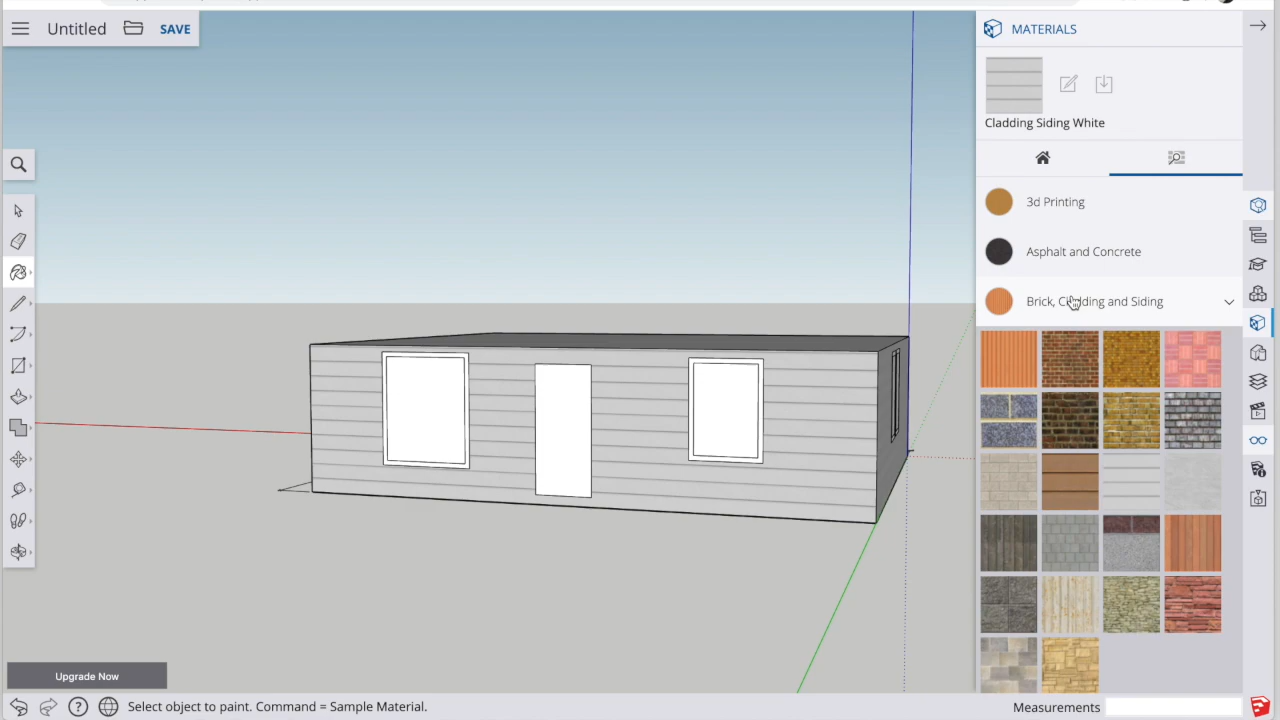 Untitled SAVE
MATERIALS
Cladding Siding White
3d Printing
Asphalt and Concrete
Brick, Cladding and Siding
Upgrade Now
Select object to paint. Command = Sample Material.
Measurements